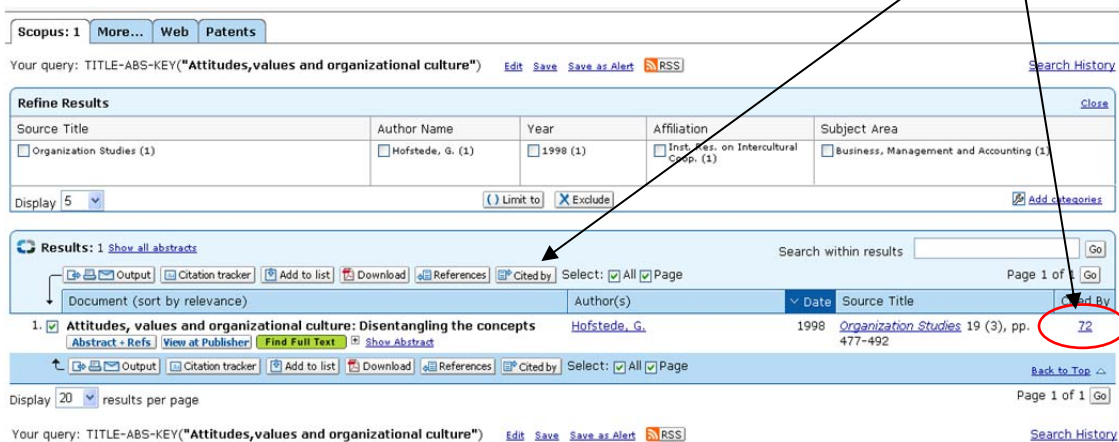 Scopus: 1 More... Web Patents
Your query: TITLE-ABS-KEY("Attitudes,values and organizational culture") Edit Save Save as Alert RSS Search History
Refine Results Close
Source Title Author Name Year Affiliation Subject Area
Organization Studies (1) Hofstede, G. (1) 1998 (1) Inst. Res. on Intercultural Coop. (1) Business, Management and Accounting (1)
Display 5 Limit to Exclude Add categories
Results: 1 Show all abstracts Search within results Go
Output Citation tracker Add to list Download References Cited by Select: All Page Page 1 of 1 Go
Document (sort by relevance) Author(s) Date Source Title Cited By
1. Attitudes, values and organizational culture: Disentangling the concepts Hofstede, G. 1998 Organization Studies 19 (3), pp. 477-492 72
Abstract + Refs View at Publisher Find Full Text Show Abstract
Output Citation tracker Add to list Download References Cited by Select: All Page Back to Top
Display 20 results per page Page 1 of 1 Go
Your query: TITLE-ABS-KEY("Attitudes,values and organizational culture") Edit Save Save as Alert RSS Search History